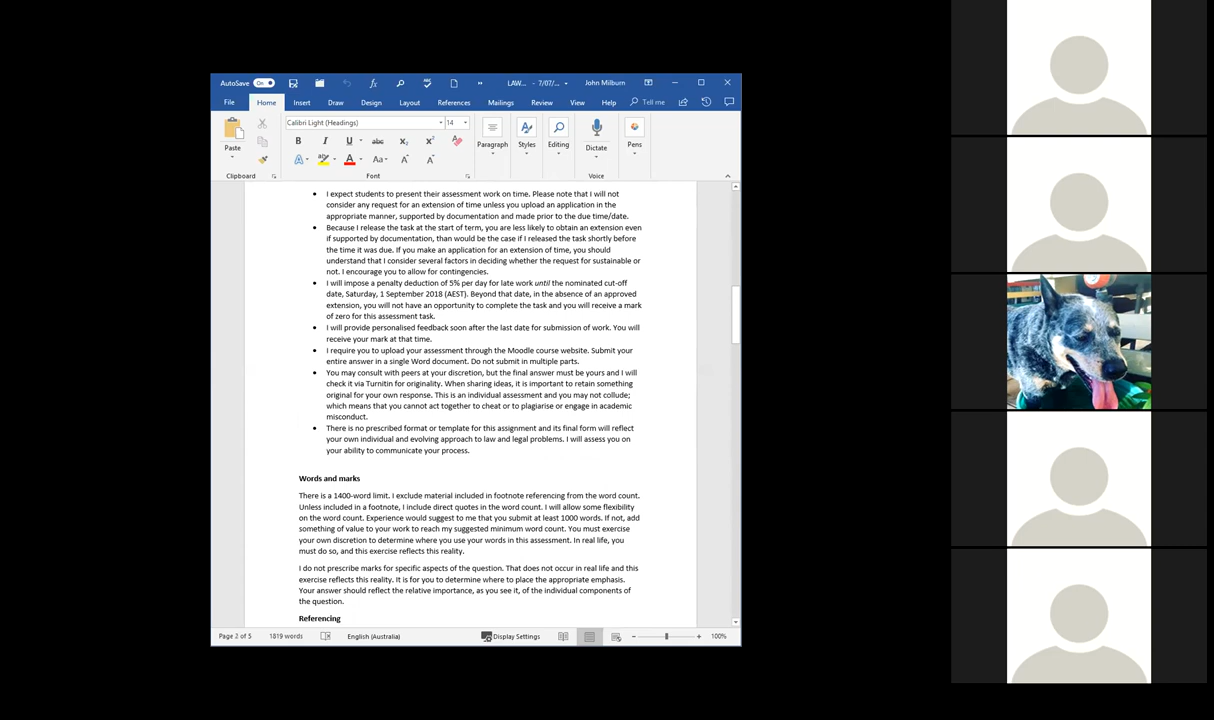 AutoSave On LAW... - 7/07/... John Milburn
File Home Insert Draw Design Layout References Mailings Review View Help Tell me
Calibri Light (Headings) 14
Paste Paragraph Styles Editing Dictate Pens
Clipboard Font Voice
• I expect students to present their assessment work on time. Please note that I will not
consider any request for an extension of time unless you upload an application in the
appropriate manner, supported by documentation and made prior to the due time/date.
• Because I release the task at the start of term, you are less likely to obtain an extension even
if supported by documentation, than would be the case if I released the task shortly before
the time it was due. If you make an application for an extension of time, you should
understand that I consider several factors in deciding whether the request for sustainable or
not. I encourage you to allow for contingencies.
• I will impose a penalty deduction of 5% per day for late work until the nominated cut-off
date, Saturday, 1 September 2018 (AEST). Beyond that date, in the absence of an approved
extension, you will not have an opportunity to complete the task and you will receive a mark
of zero for this assessment task.
• I will provide personalised feedback soon after the last date for submission of work. You will
receive your mark at that time.
• I require you to upload your assessment through the Moodle course website. Submit your
entire answer in a single Word document. Do not submit in multiple parts.
• You may consult with peers at your discretion, but the final answer must be yours and I will
check it via Turnitin for originality. When sharing ideas, it is important to retain something
original for your own response. This is an individual assessment and you may not collude;
which means that you cannot act together to cheat or to plagiarise or engage in academic
misconduct.
• There is no prescribed format or template for this assignment and its final form will reflect
your own individual and evolving approach to law and legal problems. I will assess you on
your ability to communicate your process.
Words and marks
There is a 1400-word limit. I exclude material included in footnote referencing from the word count.
Unless included in a footnote, I include direct quotes in the word count. I will allow some flexibility
on the word count. Experience would suggest to me that you submit at least 1000 words. If not, add
something of value to your work to reach my suggested minimum word count. You must exercise
your own discretion to determine where you use your words in this assessment. In real life, you
must do so, and this exercise reflects this reality.
I do not prescribe marks for specific aspects of the question. That does not occur in real life and this
exercise reflects this reality. It is for you to determine where to place the appropriate emphasis.
Your answer should reflect the relative importance, as you see it, of the individual components of
the question.
Referencing
Page 2 of 5 1819 words English (Australia) Display Settings 100%